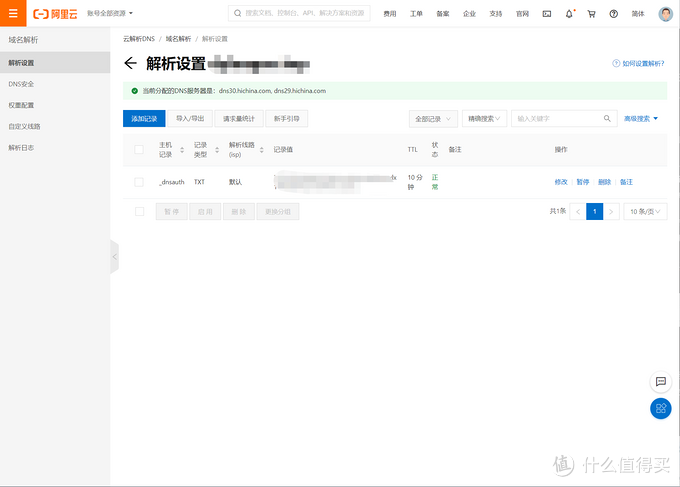 阿里云 账号全部资源 搜索文档、控制台、API、解决方案和资源 费用 工单 备案 企业 支持 官网 简体
域名解析
解析设置
DNS安全
权重配置
自定义线路
解析日志
云解析DNS / 域名解析 / 解析设置
← 解析设置
如何设置解析?
当前分配的DNS服务器是: dns30.hichina.com, dns29.hichina.com
添加记录 导入/导出 请求量统计 新手引导 全部记录 精确搜索 输入关键字 高级搜索
主机记录 记录类型 解析线路(isp) 记录值 TTL 状态 备注 操作
_dnsauth TXT 默认 10 分钟 正常 修改 暂停 删除 备注
暂停 启用 删除 更换分组 共1条 1 10 条/页
值 什么值得买